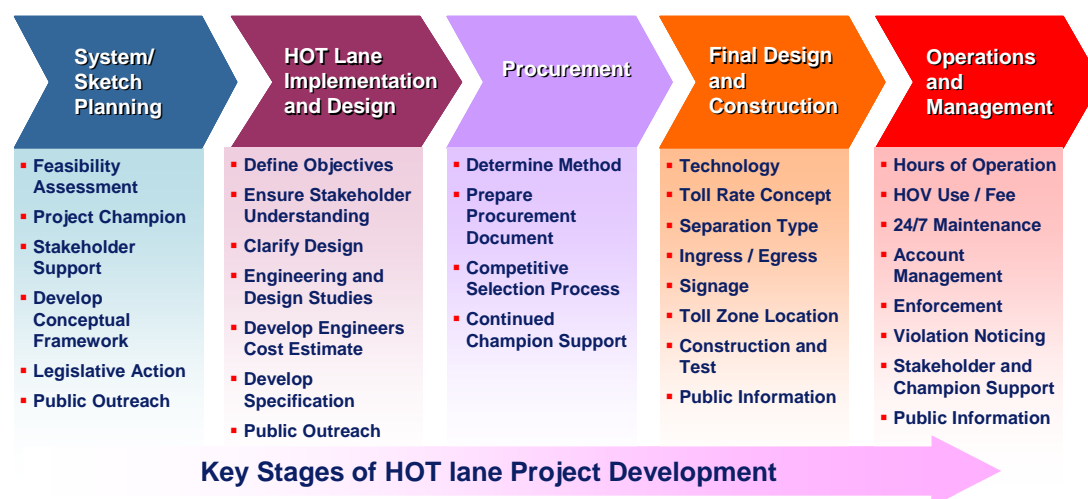 System/
Sketch
Planning
Feasibility
Assessment
Project Champion
Stakeholder
Support
Develop
Conceptual
Framework
Legislative Action
Public Outreach
HOT Lane
Implementation
and Design
Define Objectives
Ensure Stakeholder
Understanding
Clarify Design
Engineering and
Design Studies
Develop Engineers
Cost Estimate
Develop
Specification
Public Outreach
Procurement
Determine Method
Prepare
Procurement
Document
Competitive
Selection Process
Continued
Champion Support
Final Design
and
Construction
Technology
Toll Rate Concept
Separation Type
Ingress / Egress
Signage
Toll Zone Location
Construction and
Test
Public Information
Operations
and
Management
Hours of Operation
HOV Use / Fee
24/7 Maintenance
Account
Management
Enforcement
Violation Noticing
Stakeholder and
Champion Support
Public Information
Key Stages of HOT lane Project Development